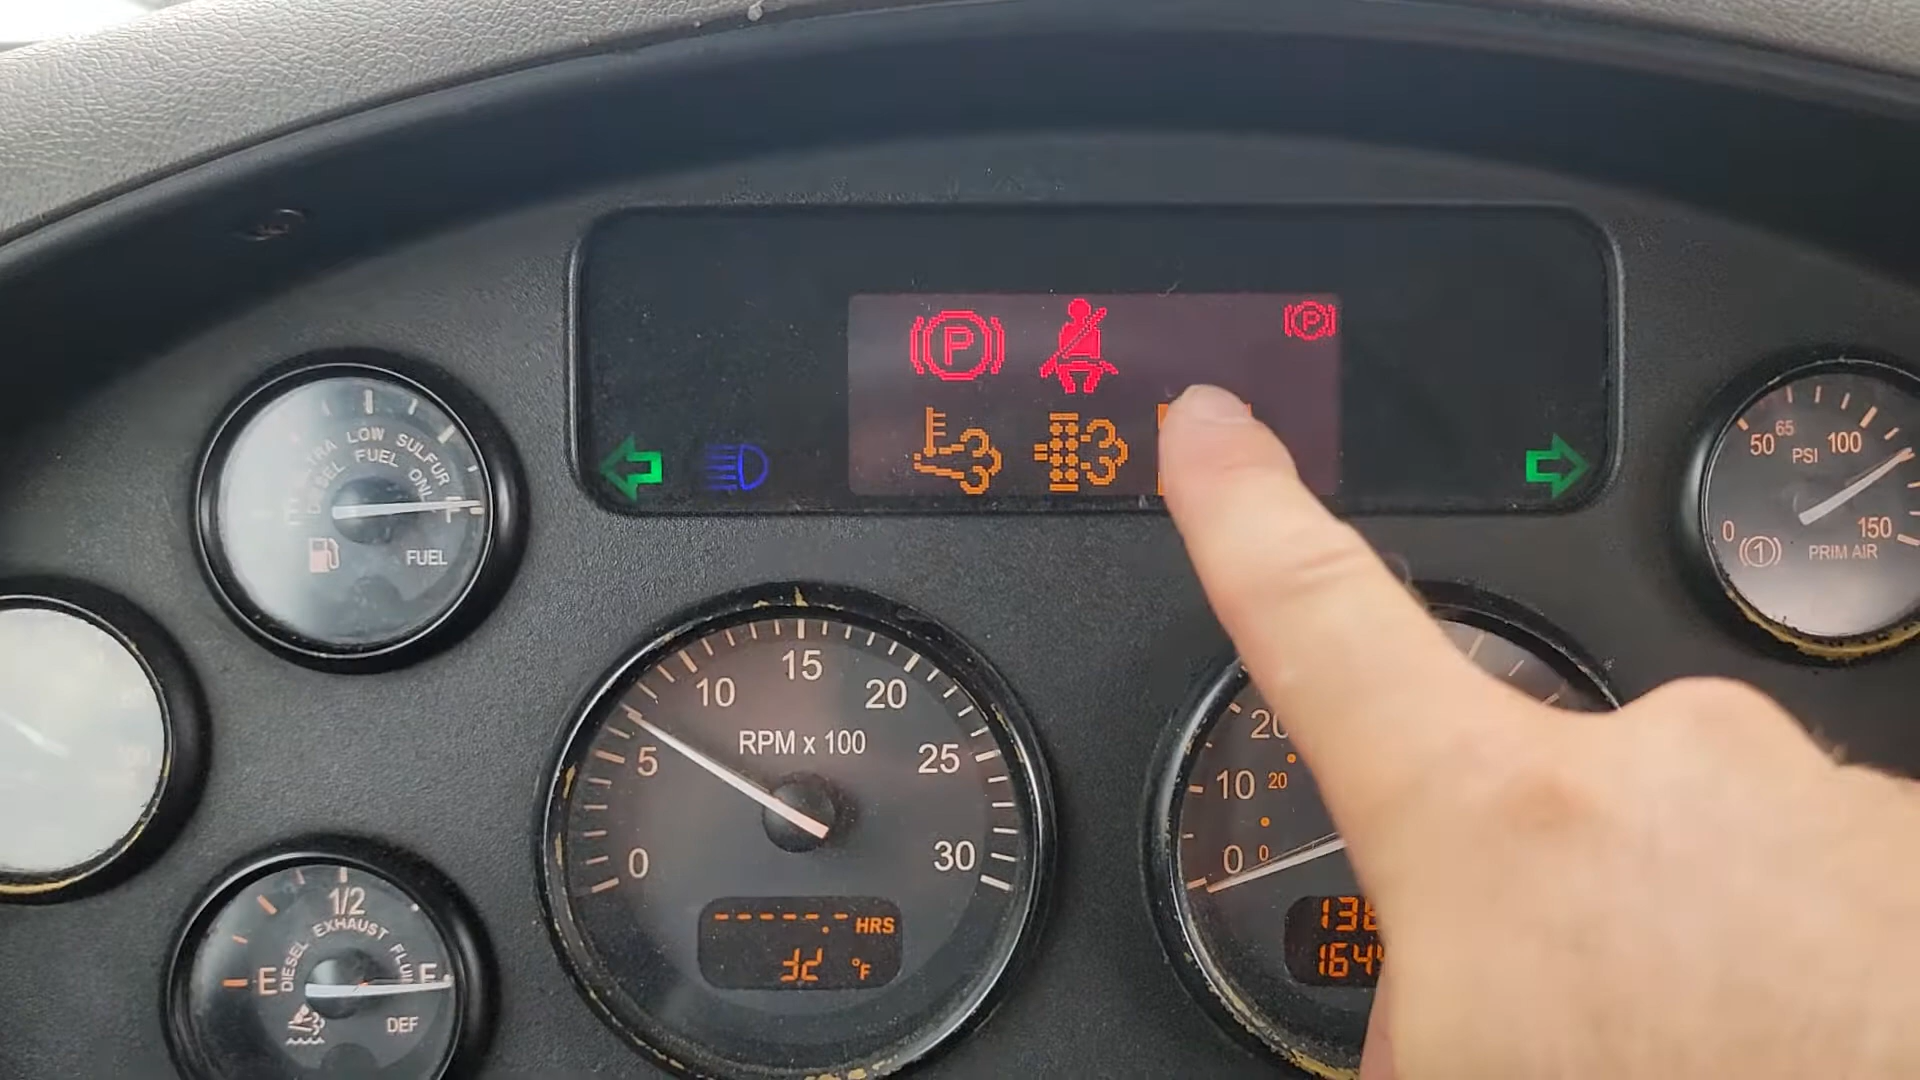 ULTRA LOW SULFUR
DIESEL FUEL ONLY
F
FUEL
P
P
50
65
PSI
100
0
150
1
PRIM AIR
5
10
15
20
25
30
0
RPM x 100
HRS
32 °F
20
10
20
0
0
1/2
DIESEL EXHAUST FLUID
E
F
DEF